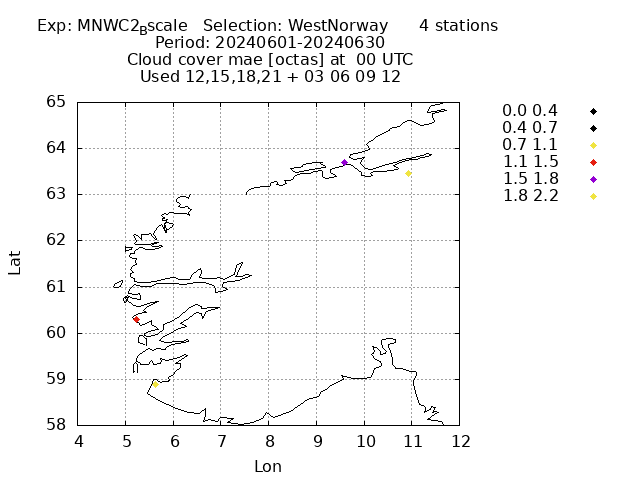 Exp: MNWC2Bscale   Selection: WestNorway      4 stations
Period: 20240601-20240630
Cloud cover mae [octas] at  00 UTC
Used 12,15,18,21 + 03 06 09 12
65
64
63
62
61
60
59
58
4 5 6 7 8 9 10 11 12
Lat
Lon
0.0 0.4
0.4 0.7
0.7 1.1
1.1 1.5
1.5 1.8
1.8 2.2